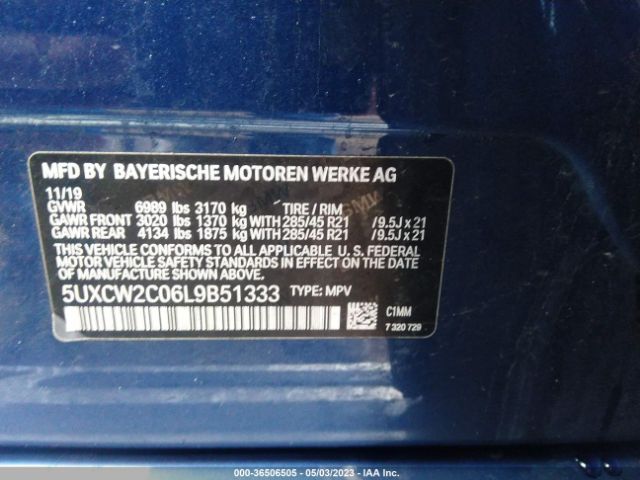 MFD BY BAYERISCHE MOTOREN WERKE AG
11/19
GVWR 6989 lbs 3170 kg TIRE / RIM
GAWR FRONT 3020 lbs 1370 kg WITH 285/45 R21 /9.5J x 21
GAWR REAR 4134 lbs 1875 kg WITH 285/45 R21 /9.5J x 21
THIS VEHICLE CONFORMS TO ALL APPLICABLE U. S. FEDERAL
MOTOR VEHICLE SAFETY STANDARDS IN EFFECT ON THE
DATE OF MANUFACTURE SHOWN ABOVE.
5UXCW2C06L9B51333 TYPE: MPV
C1MM
7 320 729
000-36506505 - 05/03/2023 - IAA Inc.